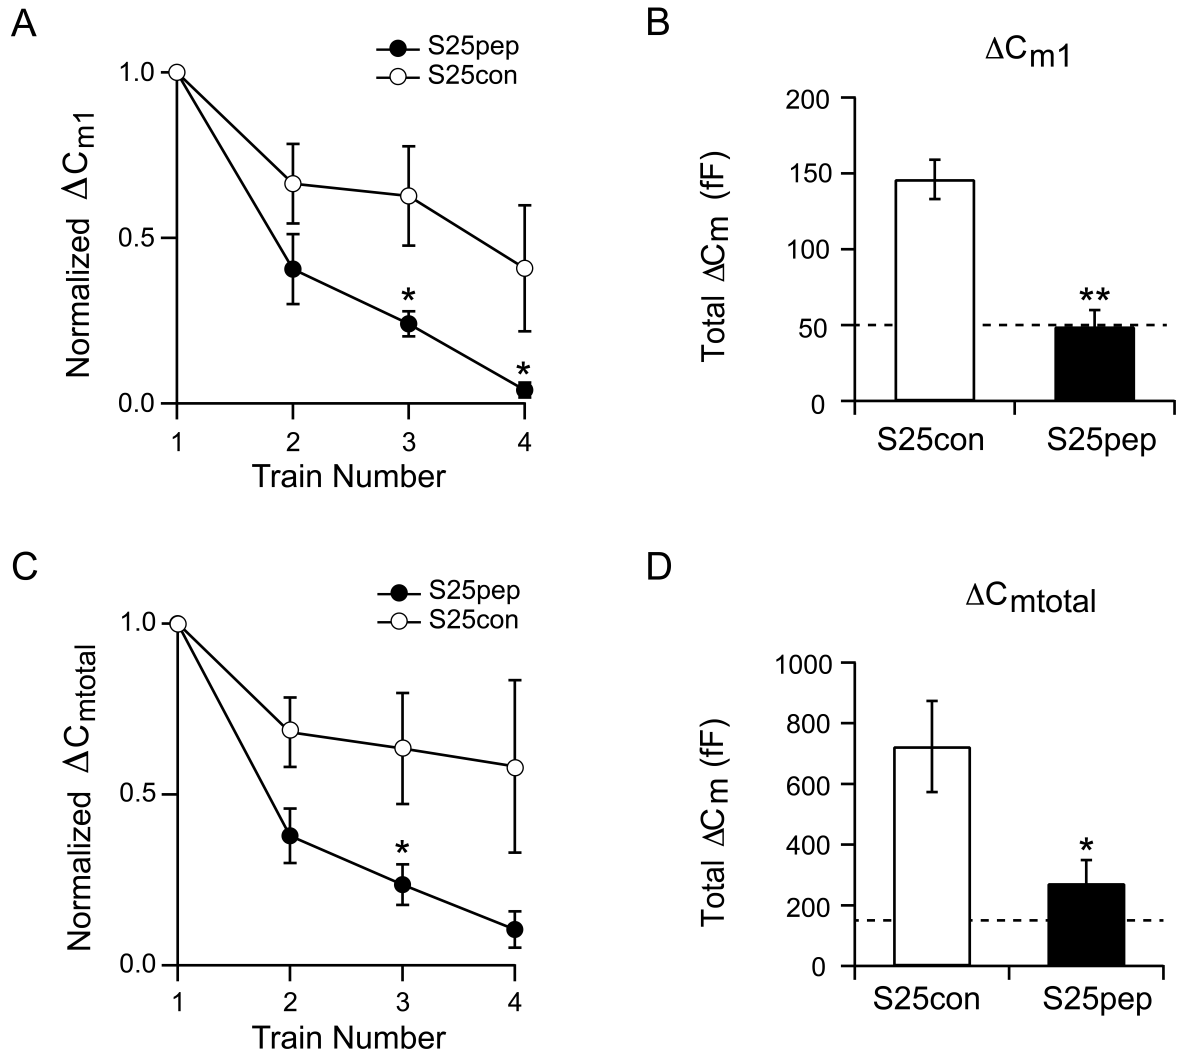 A
S25pep
S25con
Normalized ΔCm1
1.0
0.5
0.0
*
*
1 2 3 4
Train Number
B
ΔCm1
Total ΔCm (fF)
200
150
100
50
0
**
S25con S25pep
C
S25pep
S25con
Normalized ΔCmtotal
1.0
0.5
0.0
*
1 2 3 4
Train Number
D
ΔCmtotal
Total ΔCm (fF)
1000
800
600
400
200
0
*
S25con S25pep